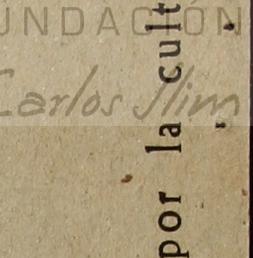 UNDACIÓN
Carlos Slim
por la cult